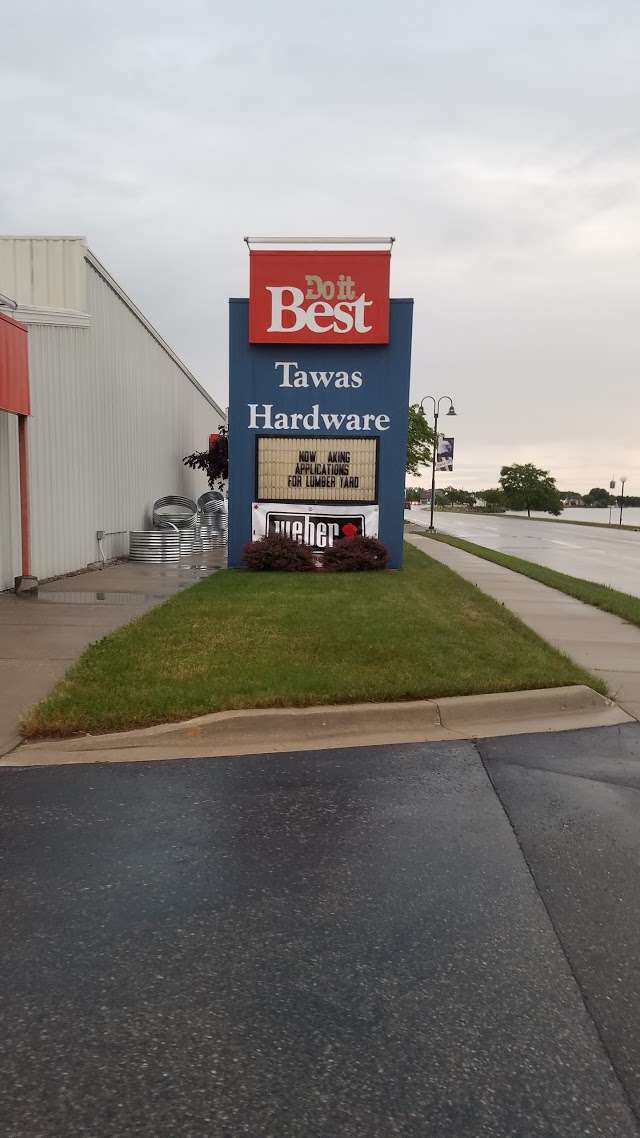 Do it
Best
Tawas
Hardware
NOW AKING
APPLICATIONS
FOR LUMBER YARD
weber